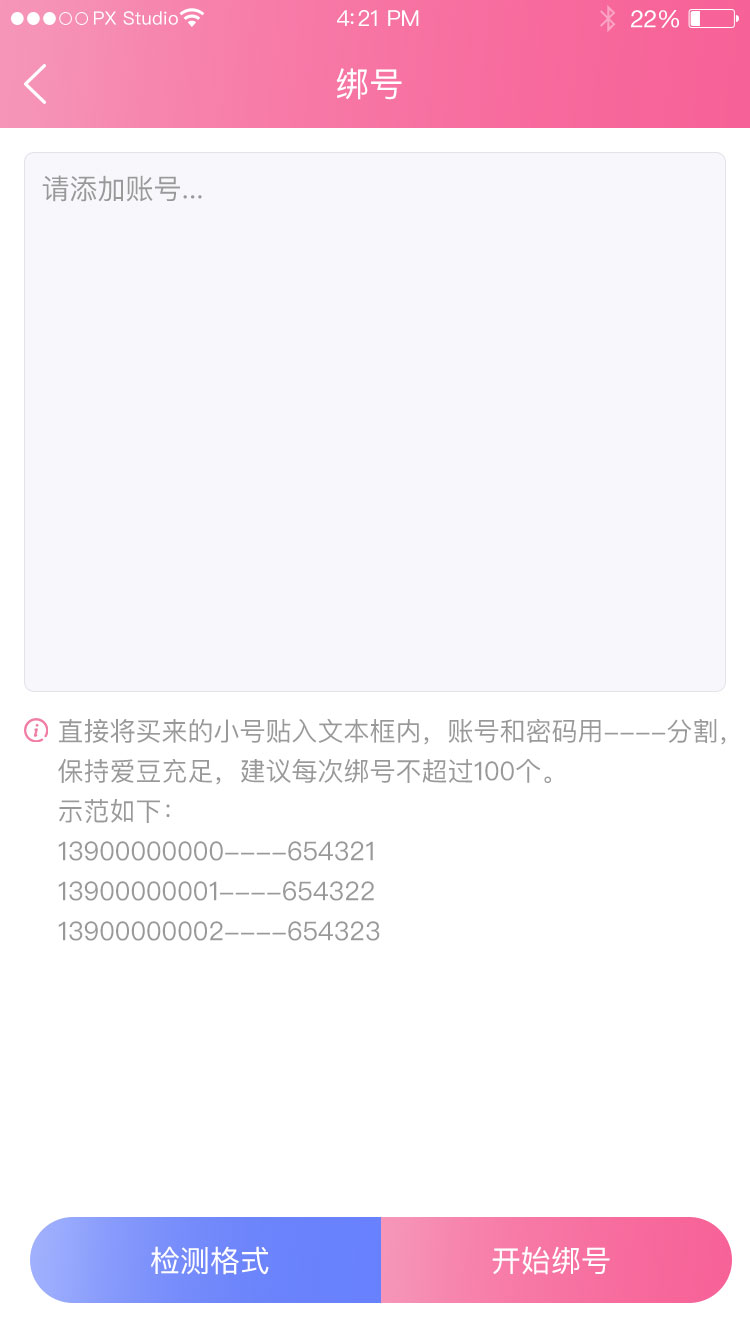 PX Studio 4:21 PM 22%
绑号
请添加账号...
直接将买来的小号贴入文本框内，账号和密码用----分割，
保持爱豆充足，建议每次绑号不超过100个。
示范如下：
13900000000----654321
13900000001----654322
13900000002----654323
检测格式 开始绑号